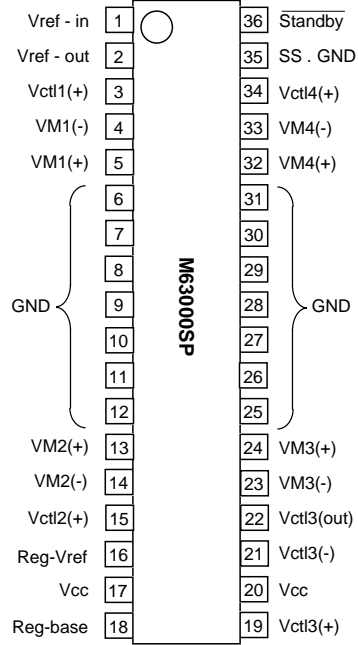 Vref - in 1 36 Standby
Vref - out 2 35 SS . GND
Vctl1(+) 3 34 Vctl4(+)
VM1(-) 4 33 VM4(-)
VM1(+) 5 32 VM4(+)
6 31
7 30
8 29
GND 9 28 GND
10 27
11 26
12 25
M63000SP
VM2(+) 13 24 VM3(+)
VM2(-) 14 23 VM3(-)
Vctl2(+) 15 22 Vctl3(out)
Reg-Vref 16 21 Vctl3(-)
Vcc 17 20 Vcc
Reg-base 18 19 Vctl3(+)